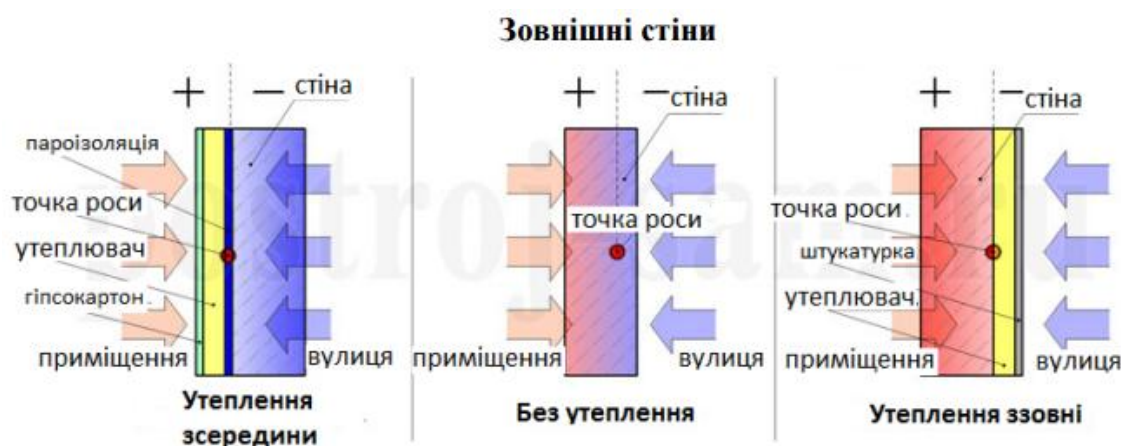 Зовнішні стіни
+ −
стіна
пароізоляція
точка роси
утеплювач
гіпсокартон
приміщення
вулиця
Утеплення
зсередини
+ −
стіна
точка роси
приміщення
вулиця
Без утеплення
+ −
стіна
точка роси
штукатурка
утеплювач
приміщення
вулиця
Утеплення ззовні